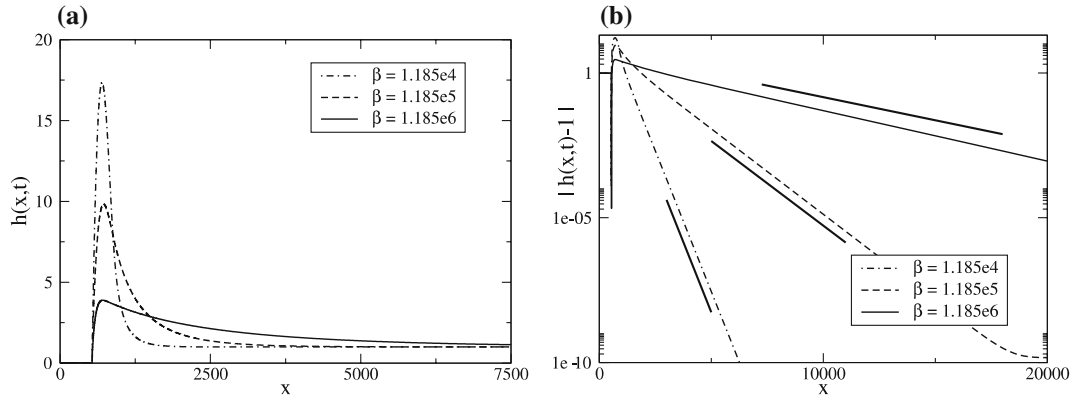 (a)
20
15
10
5
0
h(x,t)
0 2500 5000 7500
x
β = 1.185e4
β = 1.185e5
β = 1.185e6
(b)
1
1e-05
1e-10
| h(x,t)-1 |
0 10000 20000
x
β = 1.185e4
β = 1.185e5
β = 1.185e6